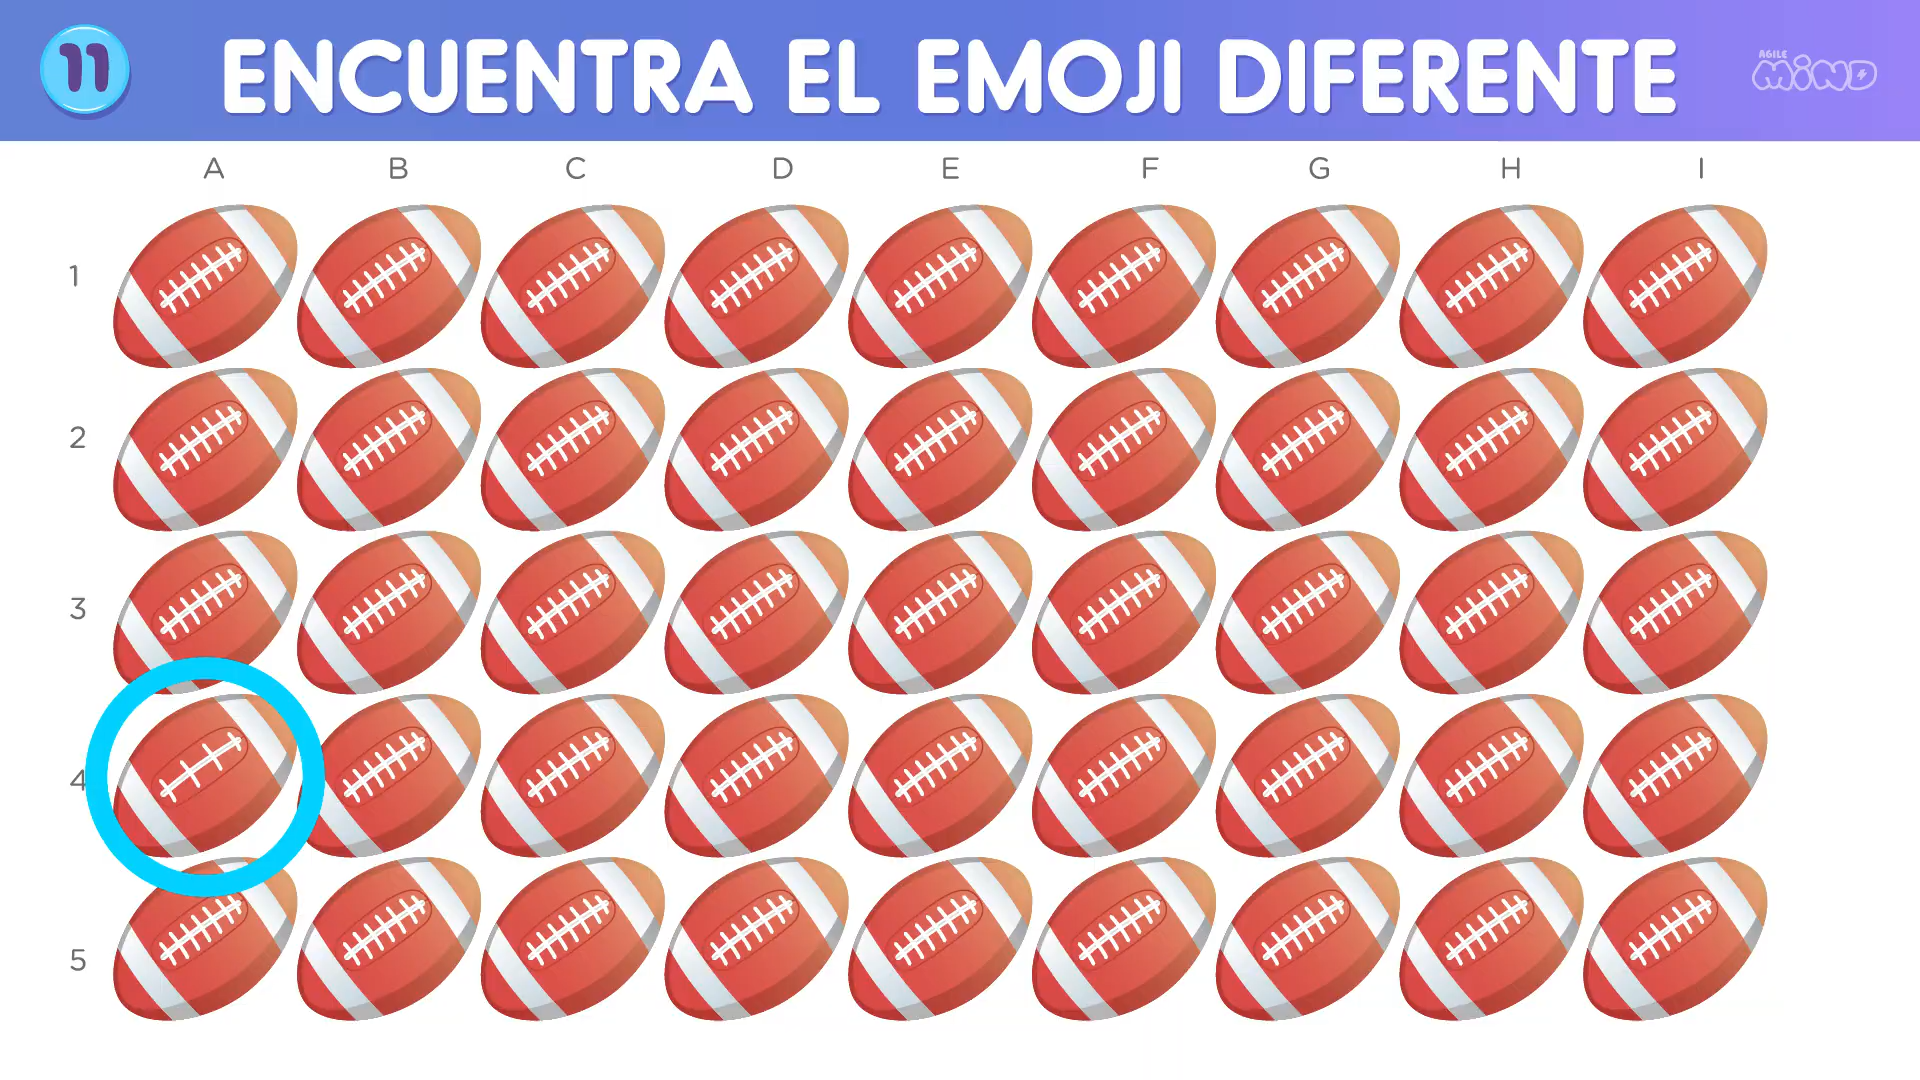 11
ENCUENTRA EL EMOJI DIFERENTE
AGILE
MIND
A B C D E F G H I
1
2
3
4
5